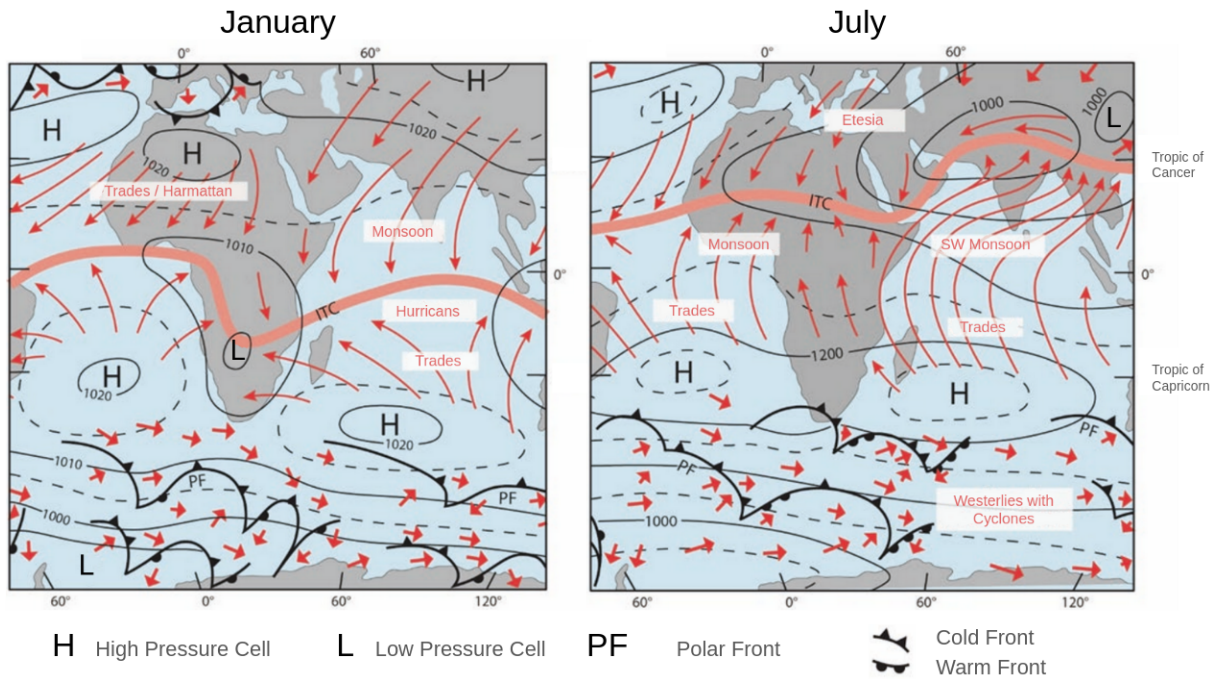 January
July
0°
60°
0°
60°
H
H
H
1020
1020
Trades / Harmattan
Monsoon
1010
ITC
Hurricans
Trades
L
H
1020
H
1020
1010
PF
PF
1000
L
60°
0°
60°
120°
0°
H
Etesia
1000
1000
L
ITC
Monsoon
SW Monsoon
Trades
Trades
1200
H
H
PF
PF
Westerlies with
Cyclones
1000
60°
0°
60°
120°
Tropic of
Cancer
0°
Tropic of
Capricorn
H High Pressure Cell
L Low Pressure Cell
PF Polar Front
Cold Front
Warm Front